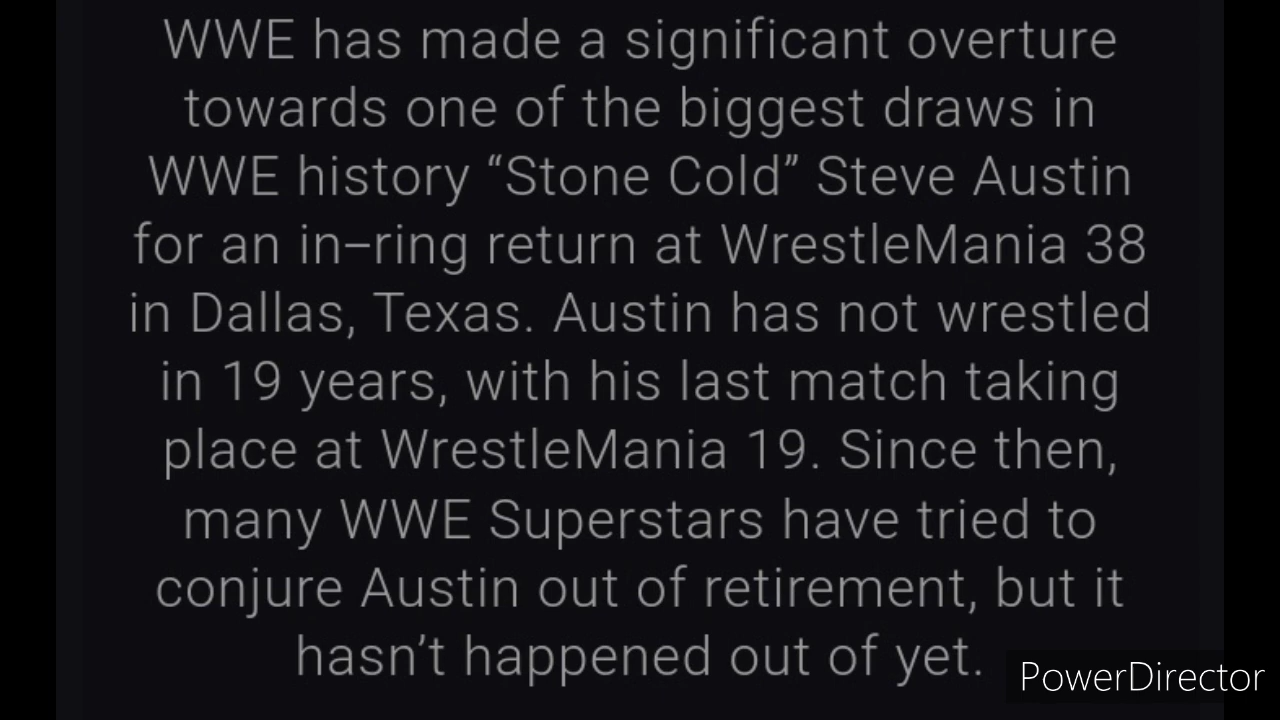 WWE has made a significant overture
towards one of the biggest draws in
WWE history “Stone Cold” Steve Austin
for an in–ring return at WrestleMania 38
in Dallas, Texas. Austin has not wrestled
in 19 years, with his last match taking
place at WrestleMania 19. Since then,
many WWE Superstars have tried to
conjure Austin out of retirement, but it
hasn’t happened out of yet.
PowerDirector